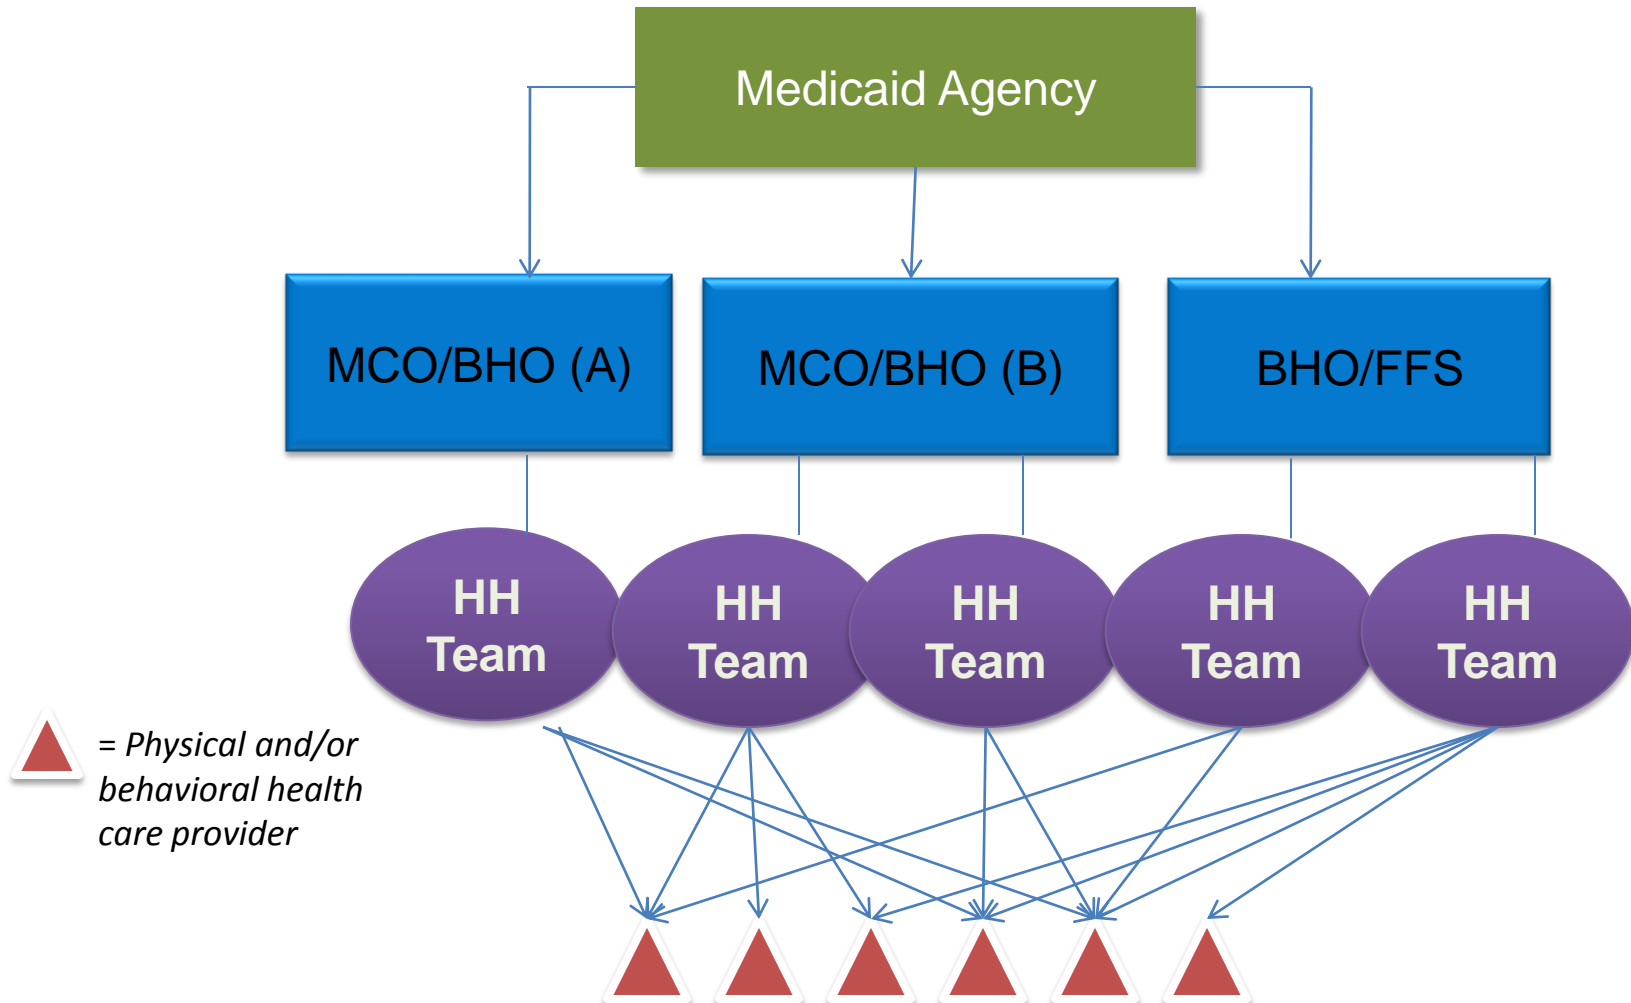 Medicaid Agency
MCO/BHO (A)
MCO/BHO (B)
BHO/FFS
HH
Team
HH
Team
HH
Team
HH
Team
HH
Team
= Physical and/or
behavioral health
care provider